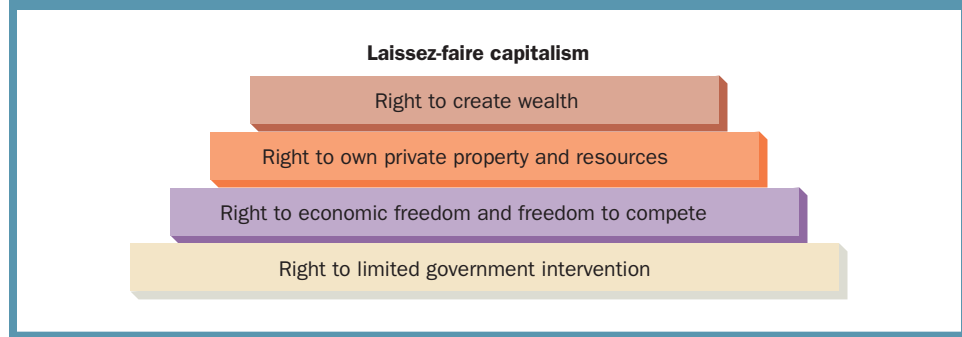 Laissez-faire capitalism
Right to create wealth
Right to own private property and resources
Right to economic freedom and freedom to compete
Right to limited government intervention